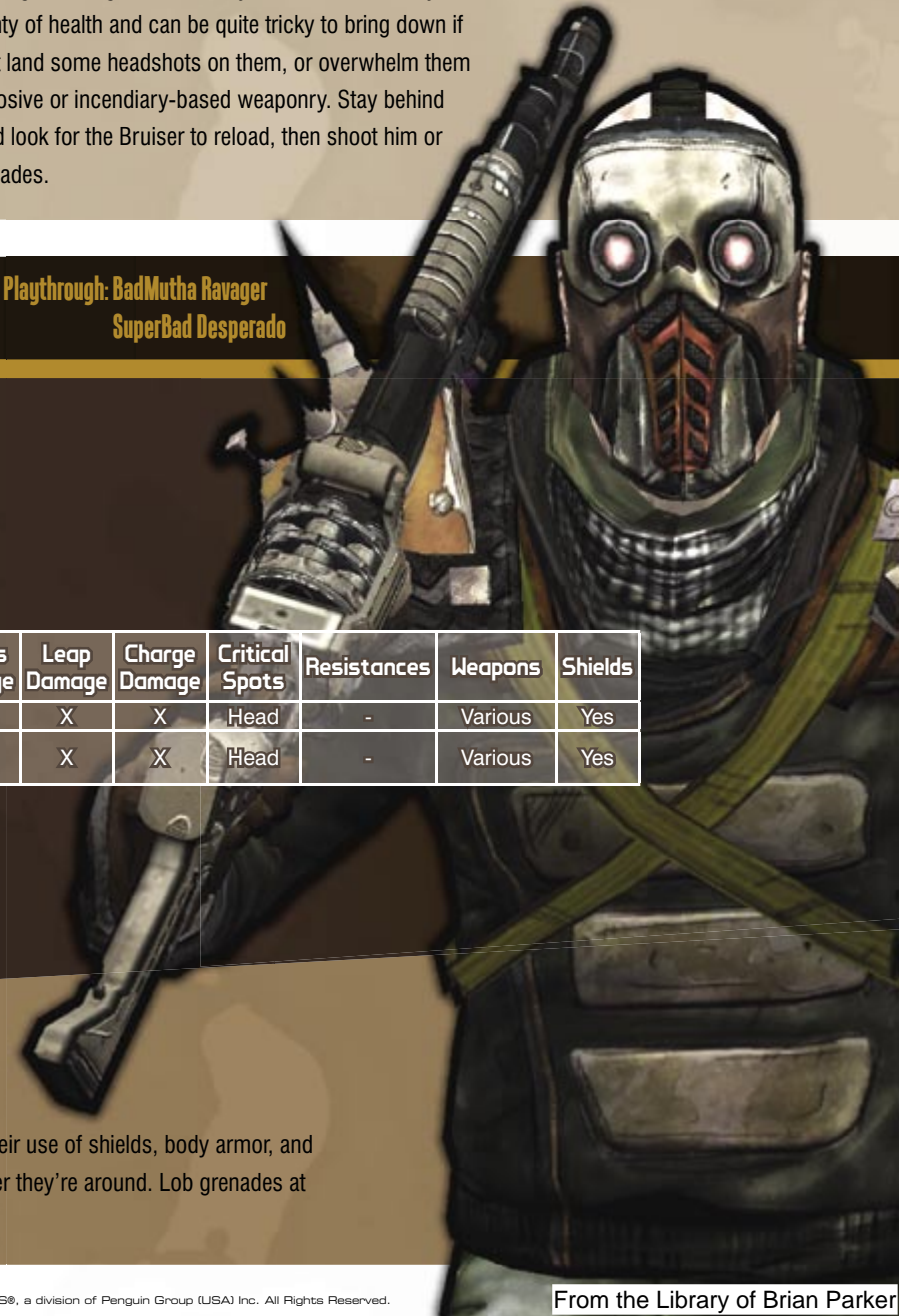 nty of health and can be quite tricky to bring down if
t land some headshots on them, or overwhelm them
osive or incendiary-based weaponry. Stay behind
d look for the Bruiser to reload, then shoot him or
ades.
Playthrough: BadMutha Ravager
SuperBad Desperado
s Leap Charge Critical Resistances Weapons Shields
ge Damage Damage Spots
X X Head - Various Yes
X X Head - Various Yes
eir use of shields, body armor, and
er they're around. Lob grenades at
S®, a division of Penguin Group (USA) Inc. All Rights Reserved.
From the Library of Brian Parker